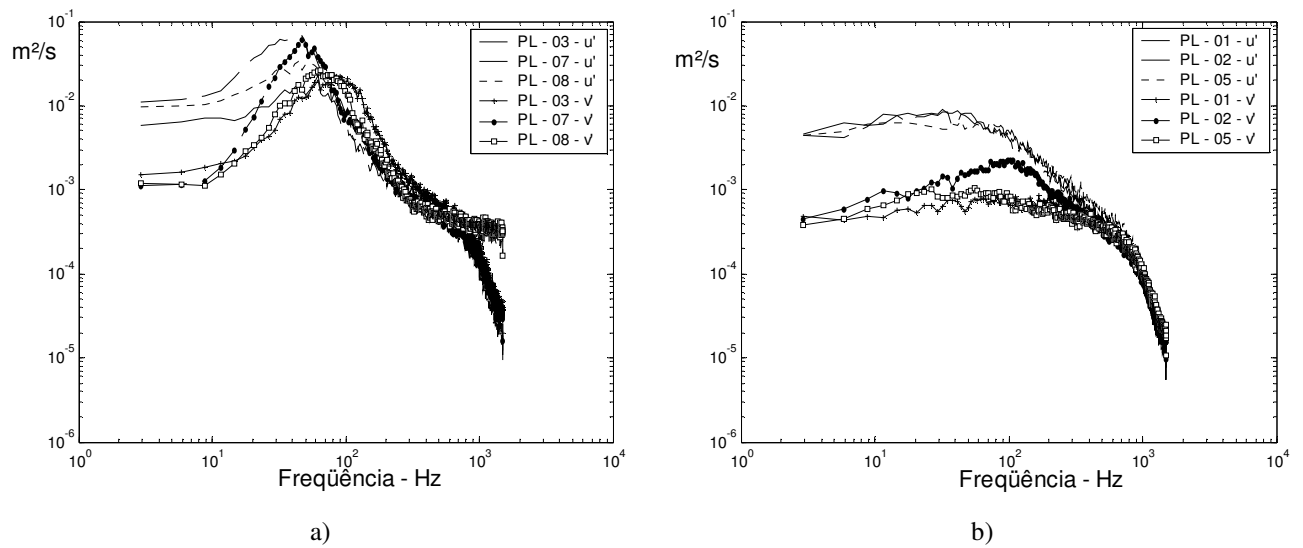 m²/s
10⁻¹
10⁻²
10⁻³
10⁻⁴
10⁻⁵
10⁻⁶
10⁰
10¹
10²
10³
10⁴
Freqüência - Hz
PL - 03 - u'
PL - 07 - u'
PL - 08 - u'
PL - 03 - v'
PL - 07 - v'
PL - 08 - v'
a)
m²/s
10⁻¹
10⁻²
10⁻³
10⁻⁴
10⁻⁵
10⁻⁶
10⁰
10¹
10²
10³
10⁴
Freqüência - Hz
PL - 01 - u'
PL - 02 - u'
PL - 05 - u'
PL - 01 - v'
PL - 02 - v'
PL - 05 - v'
b)